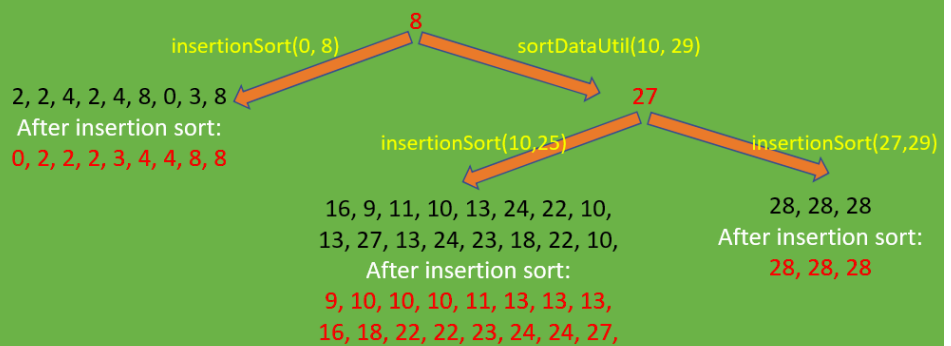 8
insertionSort(0, 8)
sortDataUtil(10, 29)
2, 2, 4, 2, 4, 8, 0, 3, 8
After insertion sort:
0, 2, 2, 2, 3, 4, 4, 8, 8
27
insertionSort(10,25)
insertionSort(27,29)
16, 9, 11, 10, 13, 24, 22, 10,
13, 27, 13, 24, 23, 18, 22, 10,
After insertion sort:
9, 10, 10, 10, 11, 13, 13, 13,
16, 18, 22, 22, 23, 24, 24, 27,
28, 28, 28
After insertion sort:
28, 28, 28